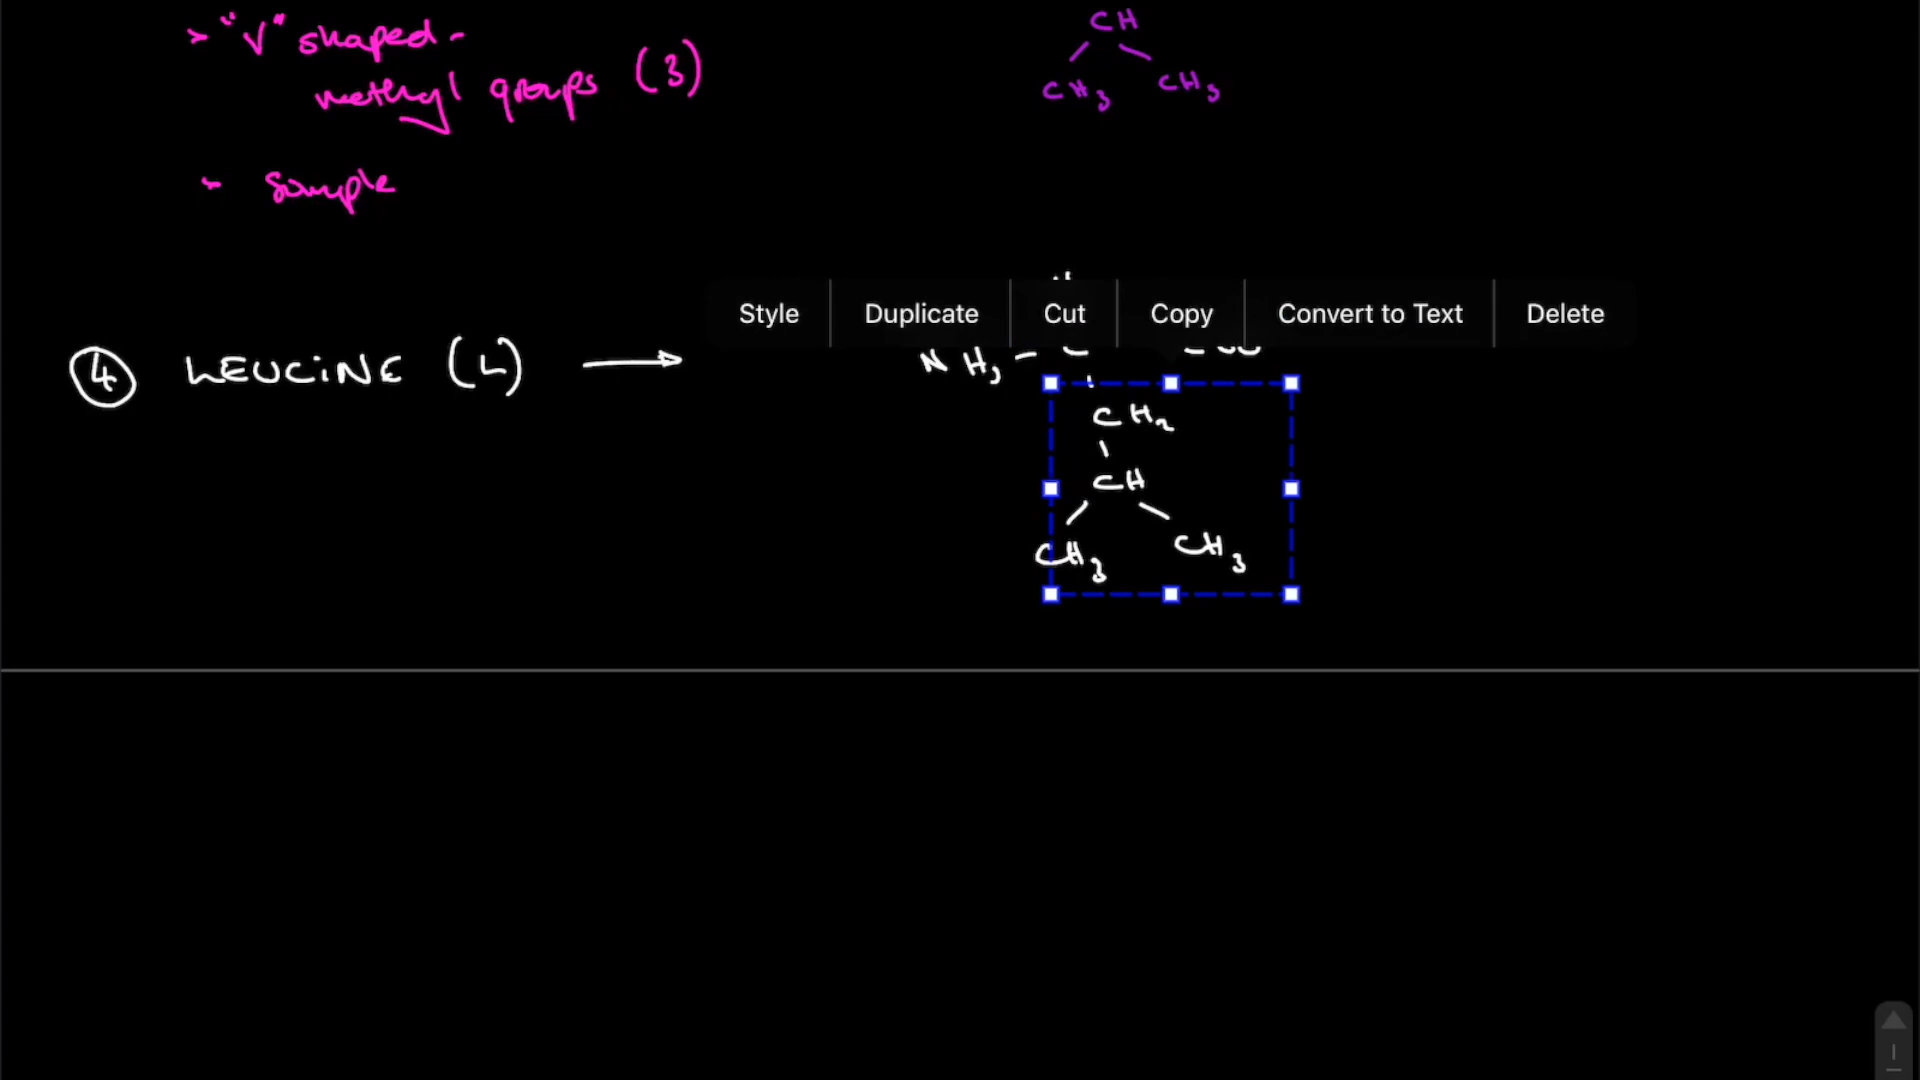 > "V" shaped -
methyl groups (3)
CH
CH3 CH3
- Simple
Style Duplicate Cut Copy Convert to Text Delete
④ LEUCiNE (L) →
NH3 - C COO
CH2
CH
CH3 CH3